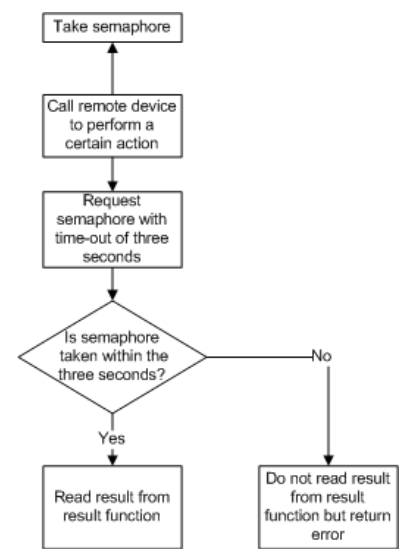 Take semaphore
Call remote device
to perform a
certain action
Request
semaphore with
time-out of three
seconds
Is semaphore
taken within the
three seconds?
No
Yes
Read result from
result function
Do not read result
from result
function but return
error